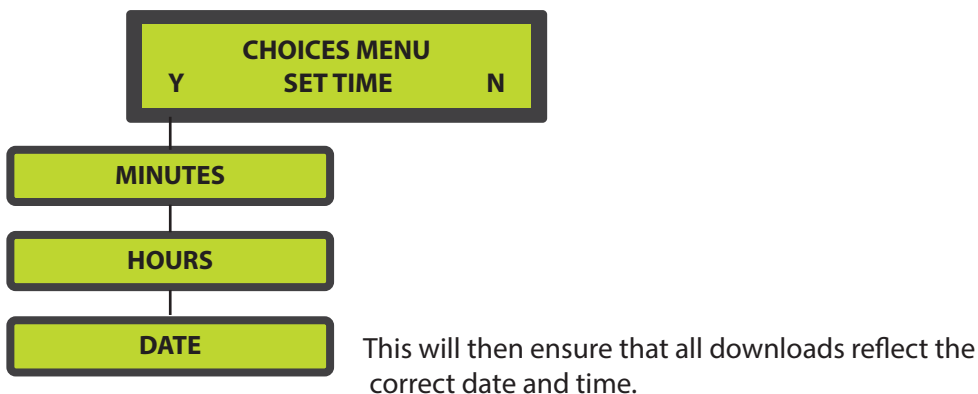 CHOICES MENU
Y SET TIME N
MINUTES
HOURS
DATE
This will then ensure that all downloads reflect the
correct date and time.